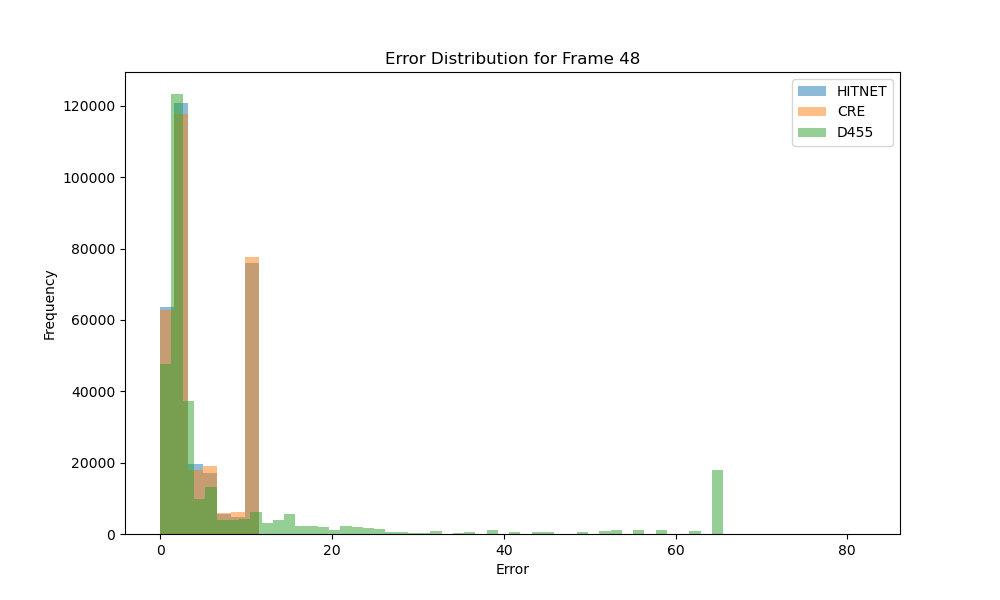 Error Distribution for Frame 48
HITNET
CRE
D455
120000
100000
80000
60000
40000
20000
0
Frequency
0 20 40 60 80
Error